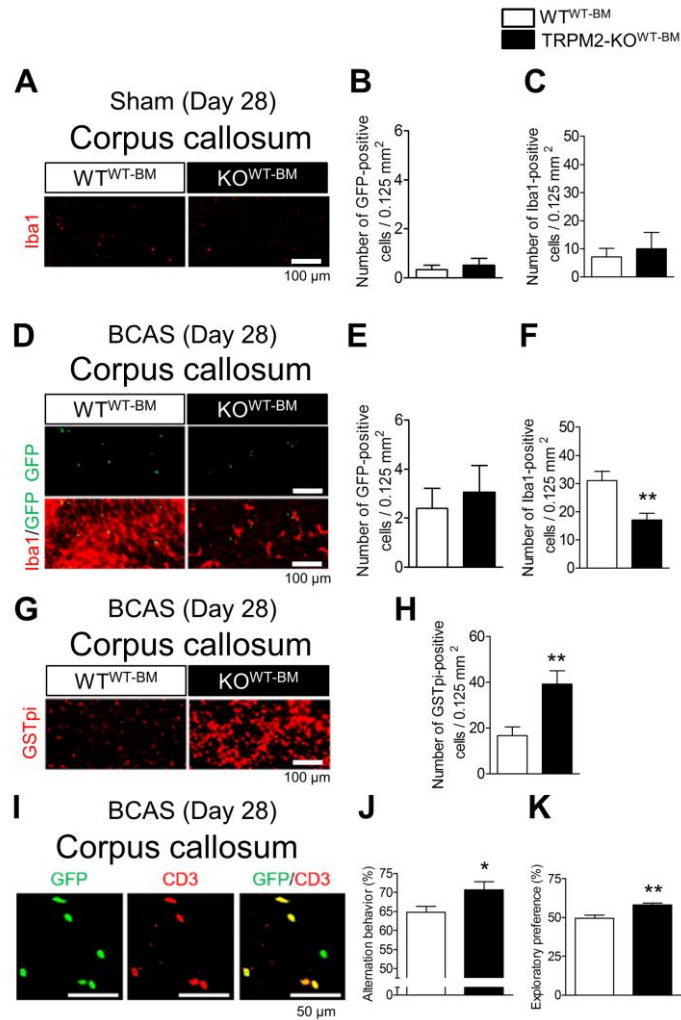 WT^WT-BM
TRPM2-KO^WT-BM
A
Sham (Day 28)
Corpus callosum
WT^WT-BM
KO^WT-BM
Iba1
100 µm
B
Number of GFP-positive
cells / 0.125 mm²
6
4
2
0
C
Number of Iba1-positive
cells / 0.125 mm²
50
40
30
20
10
0
D
BCAS (Day 28)
Corpus callosum
WT^WT-BM
KO^WT-BM
GFP
Iba1/GFP
100 µm
E
Number of GFP-positive
cells / 0.125 mm²
6
4
2
0
F
Number of Iba1-positive
cells / 0.125 mm²
50
40
30
20
10
0
**
G
BCAS (Day 28)
Corpus callosum
WT^WT-BM
KO^WT-BM
GSTpi
100 µm
H
Number of GSTpi-positive
cells / 0.125 mm²
60
40
20
0
**
I
BCAS (Day 28)
Corpus callosum
GFP
CD3
GFP/CD3
50 µm
J
Alternation behavior (%)
75
70
65
60
55
50
0
*
K
Exploratory preference (%)
75
50
25
0
**